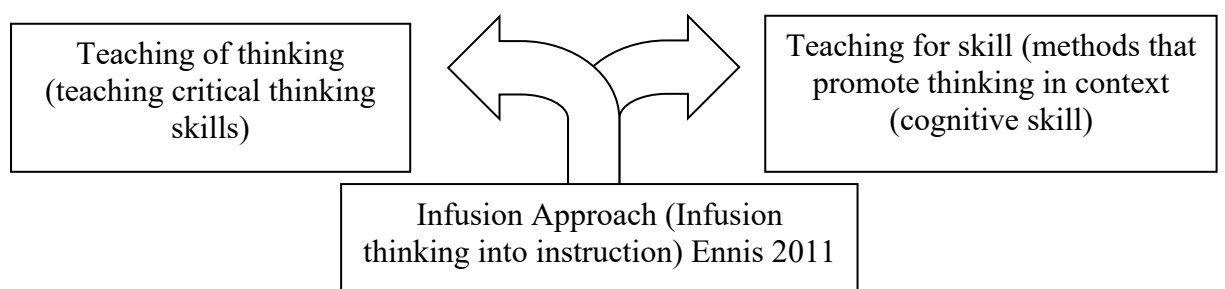 Teaching of thinking
(teaching critical thinking
skills)
Teaching for skill (methods that
promote thinking in context
(cognitive skill)
Infusion Approach (Infusion
thinking into instruction) Ennis 2011